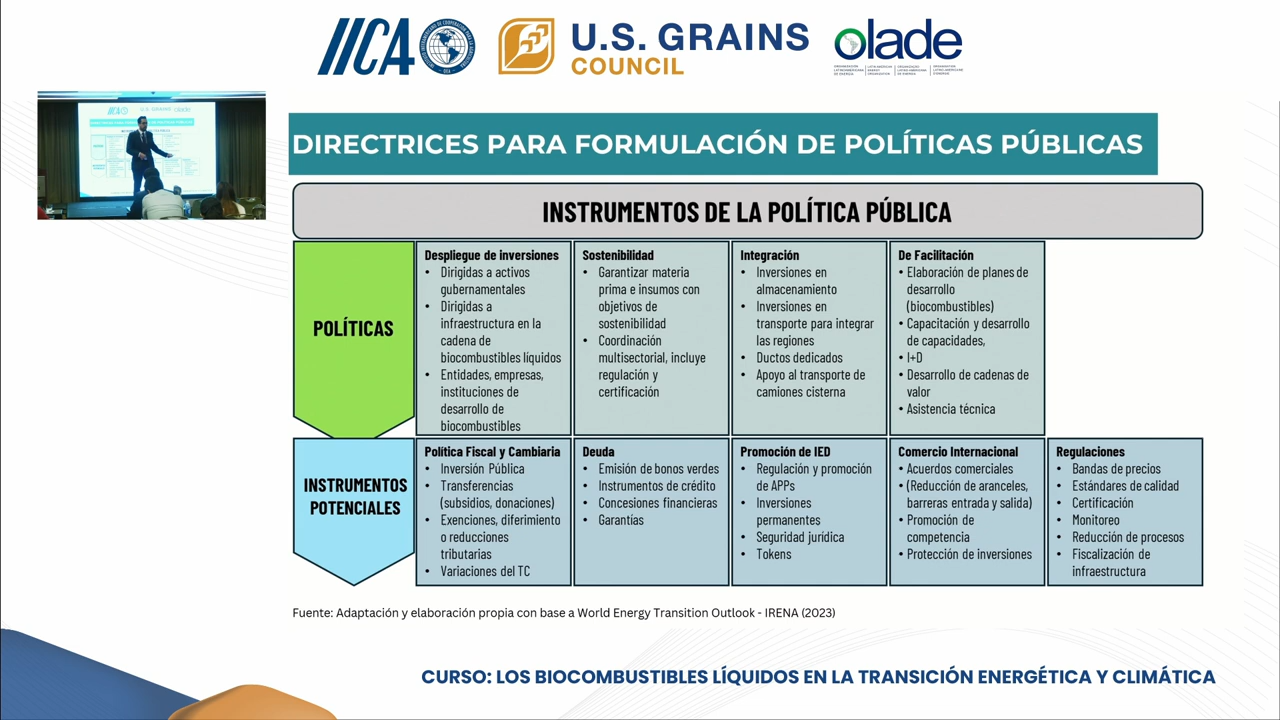 IICA
U.S. GRAINS
COUNCIL
olade
DIRECTRICES PARA FORMULACIÓN DE POLÍTICAS PÚBLICAS
INSTRUMENTOS DE LA POLÍTICA PÚBLICA
POLÍTICAS
Despliegue de inversiones
• Dirigidas a activos
gubernamentales
• Dirigidas a
infraestructura en la
cadena de
biocombustibles líquidos
• Entidades, empresas,
instituciones de
desarrollo de
biocombustibles
Sostenibilidad
• Garantizar materia
prima e insumos con
objetivos de
sostenibilidad
• Coordinación
multisectorial, incluye
regulación y
certificación
Integración
• Inversiones en
almacenamiento
• Inversiones en
transporte para integrar
las regiones
• Ductos dedicados
• Apoyo al transporte de
camiones cisterna
De Facilitación
• Elaboración de planes de
desarrollo
(biocombustibles)
• Capacitación y desarrollo
de capacidades,
• I+D
• Desarrollo de cadenas de
valor
• Asistencia técnica
INSTRUMENTOS
POTENCIALES
Política Fiscal y Cambiaria
• Inversión Pública
• Transferencias
(subsidios, donaciones)
• Exenciones, diferimiento
o reducciones
tributarias
• Variaciones del TC
Deuda
• Emisión de bonos verdes
• Instrumentos de crédito
• Concesiones financieras
• Garantías
Promoción de IED
• Regulación y promoción
de APPs
• Inversiones
permanentes
• Seguridad jurídica
• Tokens
Comercio Internacional
• Acuerdos comerciales
• (Reducción de aranceles,
barreras entrada y salida)
• Promoción de
competencia
• Protección de inversiones
Regulaciones
• Bandas de precios
• Estándares de calidad
• Certificación
• Monitoreo
• Reducción de procesos
• Fiscalización de
infraestructura
Fuente: Adaptación y elaboración propia con base a World Energy Transition Outlook - IRENA (2023)
CURSO: LOS BIOCOMBUSTIBLES LÍQUIDOS EN LA TRANSICIÓN ENERGÉTICA Y CLIMÁTICA